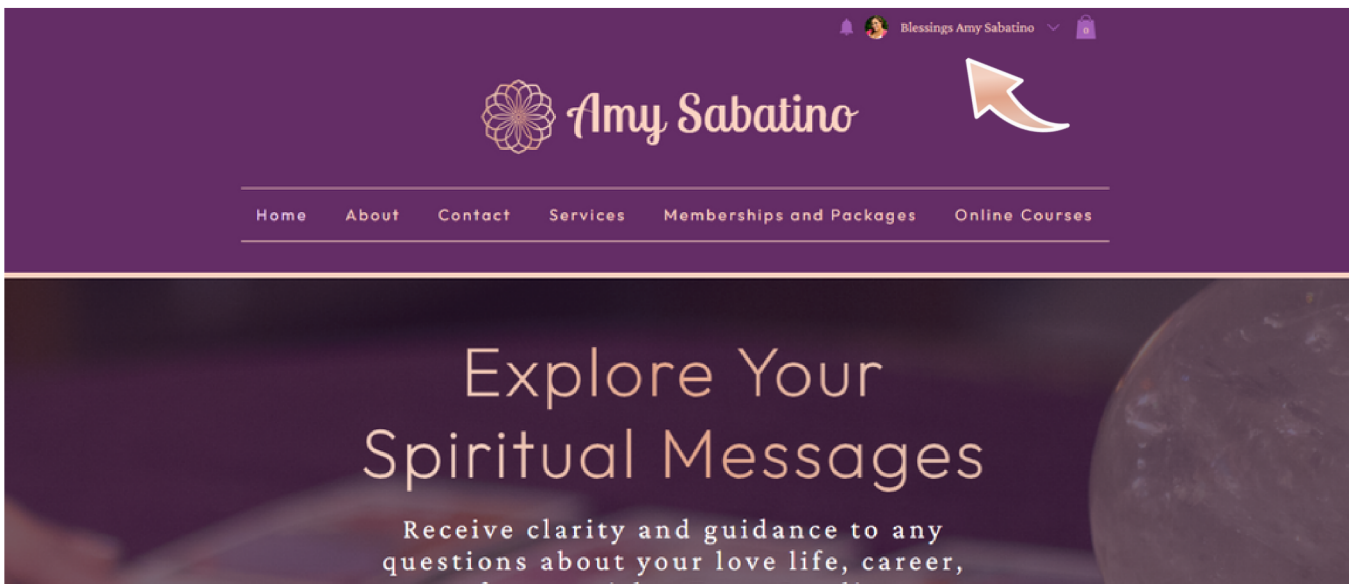 Blessings Amy Sabatino
0
Amy Sabatino
Home About Contact Services Memberships and Packages Online Courses
Explore Your
Spiritual Messages
Receive clarity and guidance to any
questions about your love life, career,